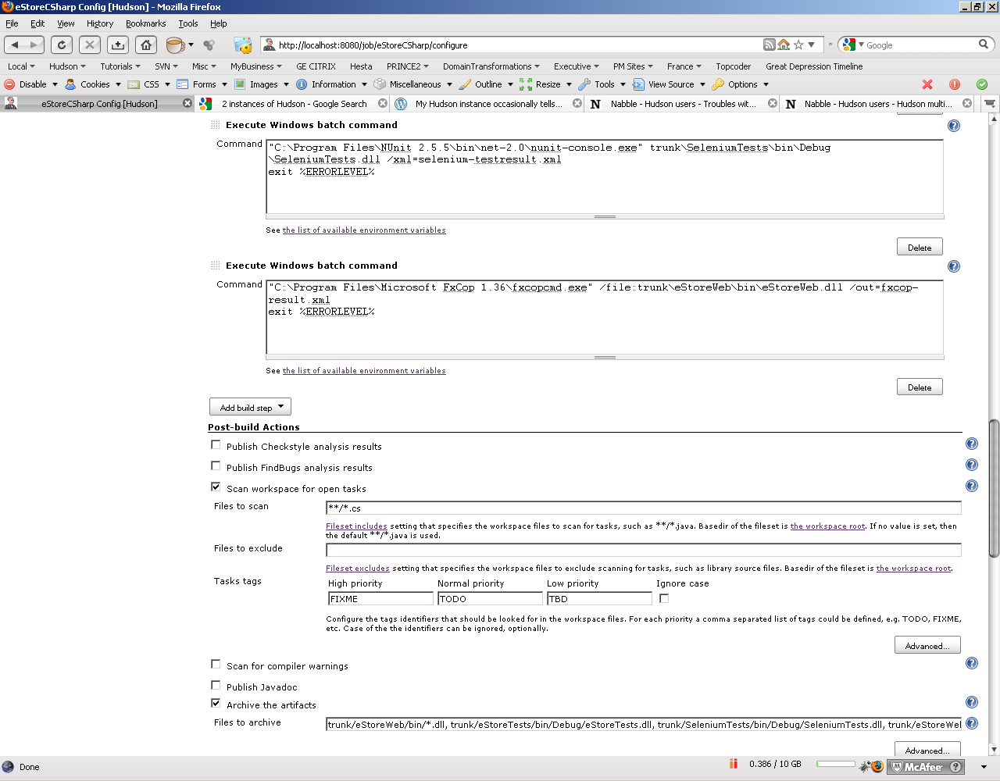 eStoreCSharp Config [Hudson] - Mozilla Firefox
File Edit View History Bookmarks Tools Help
http://localhost:8080/job/eStoreCSharp/configure Google
Local Hudson Tutorials SVN Misc MyBusiness GE CITRIX Hesta PRINCE2 DomainTransformations Executive PM Sites France Topcoder Great Depression Timeline
Disable Cookies CSS Forms Images Information Miscellaneous Outline Resize Tools View Source Options
eStoreCSharp Config [Hudson] 2 instances of Hudson - Google Search My Hudson instance occasionally tells... Nabble - Hudson users - Troubles wit... Nabble - Hudson users - Hudson multi...
Execute Windows batch command
Command "C:\Program Files\NUnit 2.5.5\bin\net-2.0\nunit-console.exe" trunk\SeleniumTests\bin\Debug
\SeleniumTests.dll /xml=selenium-testresult.xml
exit %ERRORLEVEL%
See the list of available environment variables
Delete
Execute Windows batch command
Command "C:\Program Files\Microsoft FxCop 1.36\fxcopcmd.exe" /file:trunk\eStoreWeb\bin\eStoreWeb.dll /out=fxcop-
result.xml
exit %ERRORLEVEL%
See the list of available environment variables
Delete
Add build step
Post-build Actions
Publish Checkstyle analysis results
Publish FindBugs analysis results
Scan workspace for open tasks
Files to scan **/*.cs
Fileset includes setting that specifies the workspace files to scan for tasks, such as **/*.java. Basedir of the fileset is the workspace root. If no value is set, then
the default **/*.java is used.
Files to exclude
Fileset excludes setting that specifies the workspace files to exclude scanning for tasks, such as library source files. Basedir of the fileset is the workspace root.
Tasks tags High priority Normal priority Low priority Ignore case
FIXME TODO TBD
Configure the tags identifiers that should be looked for in the workspace files. For each priority a comma separated list of tags could be defined, e.g. TODO, FIXME,
etc. Case of the the identifiers can be ignored, optionally.
Advanced...
Scan for compiler warnings
Publish Javadoc
Archive the artifacts
Files to archive trunk/eStoreWeb/bin/*.dll, trunk/eStoreTests/bin/Debug/eStoreTests.dll, trunk/SeleniumTests/bin/Debug/SeleniumTests.dll, trunk/eStoreWel
Advanced...
Done 0.386 / 10 GB McAfee